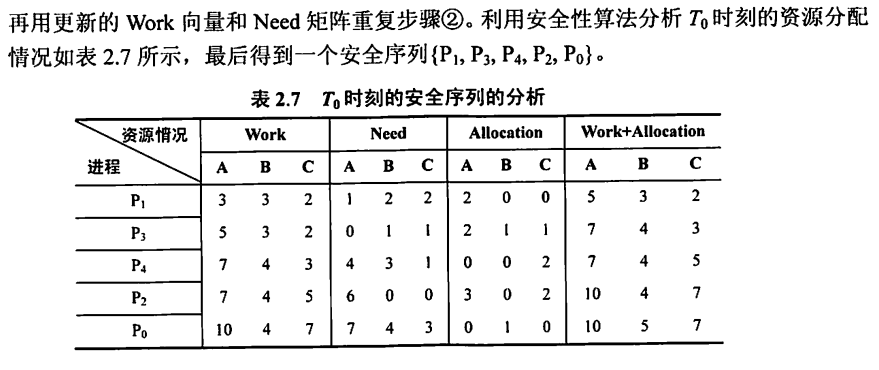 再用更新的 Work 向量和 Need 矩阵重复步骤②。利用安全性算法分析 T₀ 时刻的资源分配
情况如表 2.7 所示，最后得到一个安全序列{P₁, P₃, P₄, P₂, P₀}。
表 2.7 T₀ 时刻的安全序列的分析
资源情况 Work Need Allocation Work+Allocation
进程 A B C A B C A B C A B C
P₁ 3 3 2 1 2 2 2 0 0 5 3 2
P₃ 5 3 2 0 1 1 2 1 1 7 4 3
P₄ 7 4 3 4 3 1 0 0 2 7 4 5
P₂ 7 4 5 6 0 0 3 0 2 10 4 7
P₀ 10 4 7 7 4 3 0 1 0 10 5 7